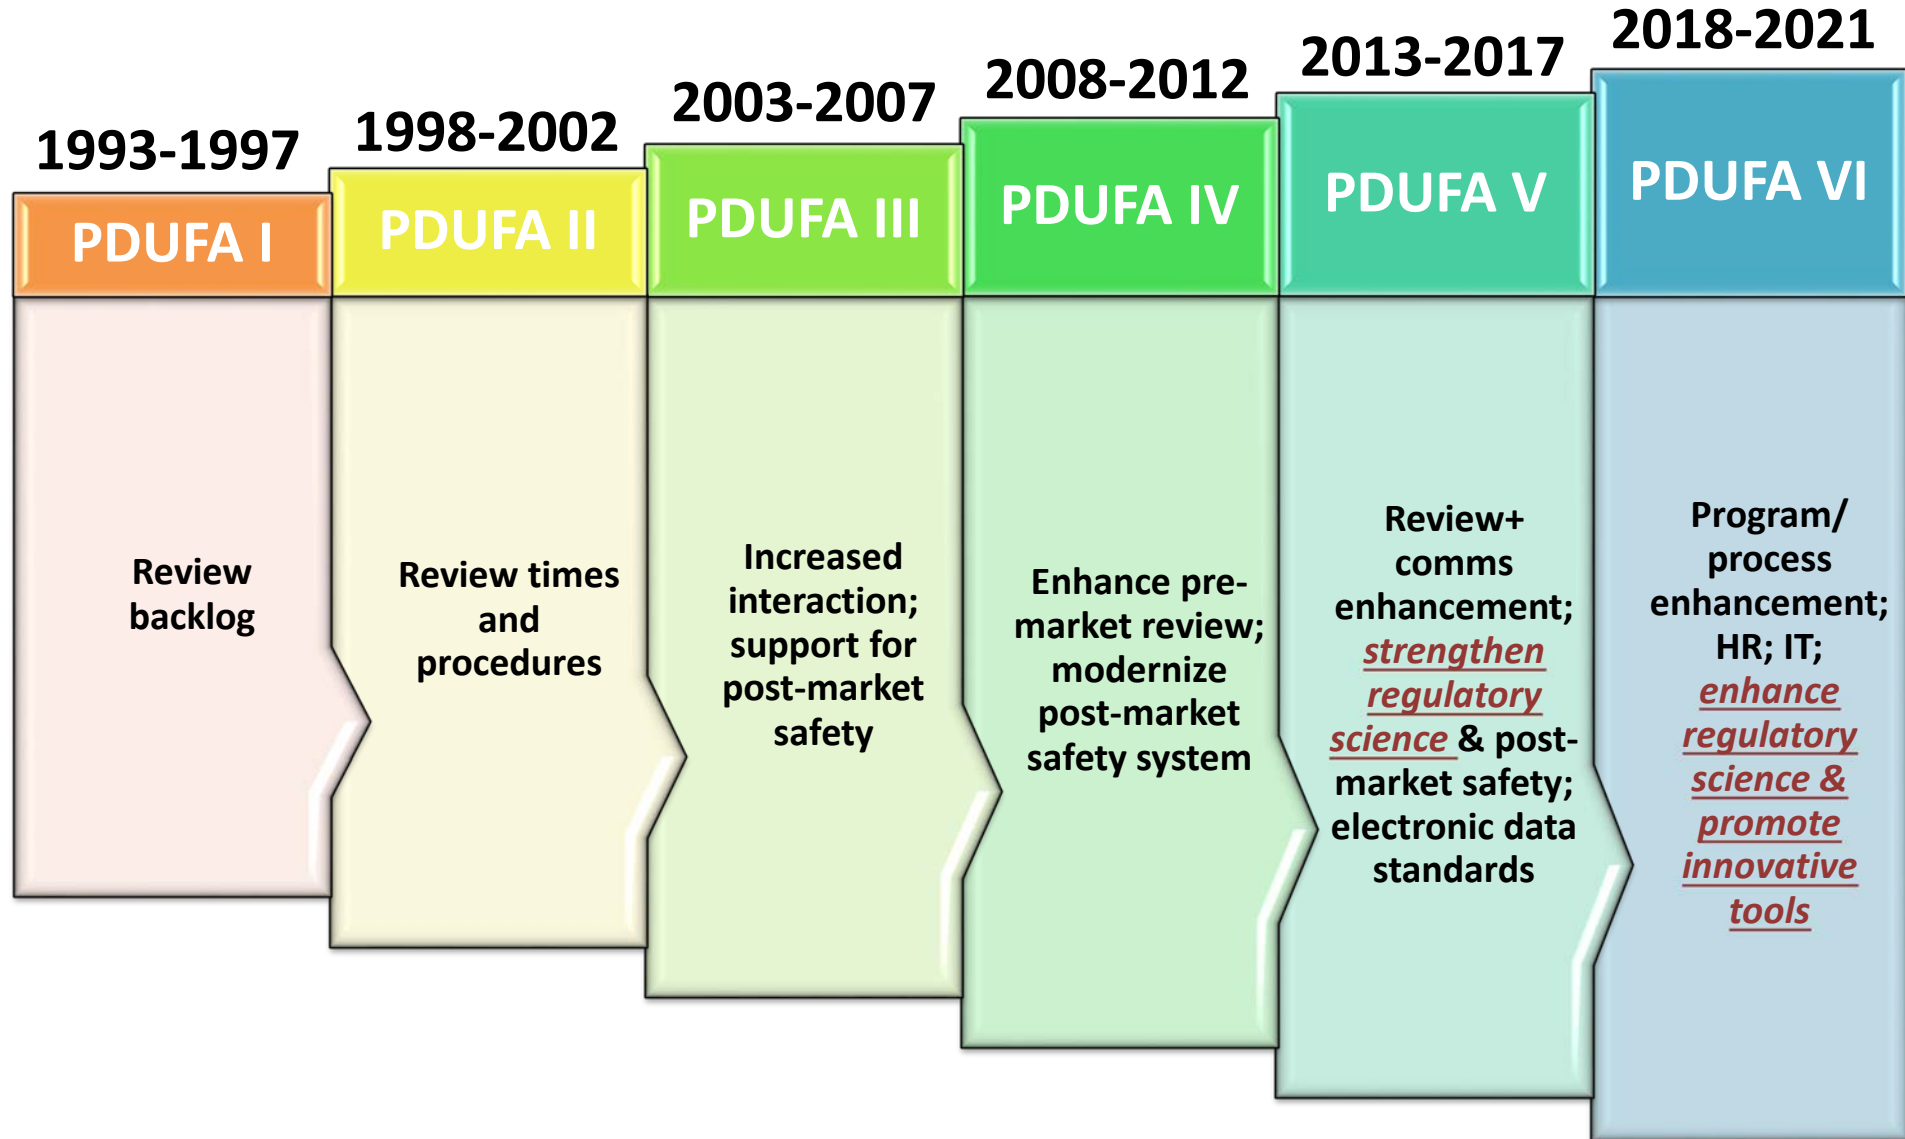 1993-1997
PDUFA I
Review
backlog
1998-2002
PDUFA II
Review times
and
procedures
2003-2007
PDUFA III
Increased
interaction;
support for
post-market
safety
2008-2012
PDUFA IV
Enhance pre-
market review;
modernize
post-market
safety system
2013-2017
PDUFA V
Review+
comms
enhancement;
strengthen
regulatory
science & post-
market safety;
electronic data
standards
2018-2021
PDUFA VI
Program/
process
enhancement;
HR; IT;
enhance
regulatory
science &
promote
innovative
tools